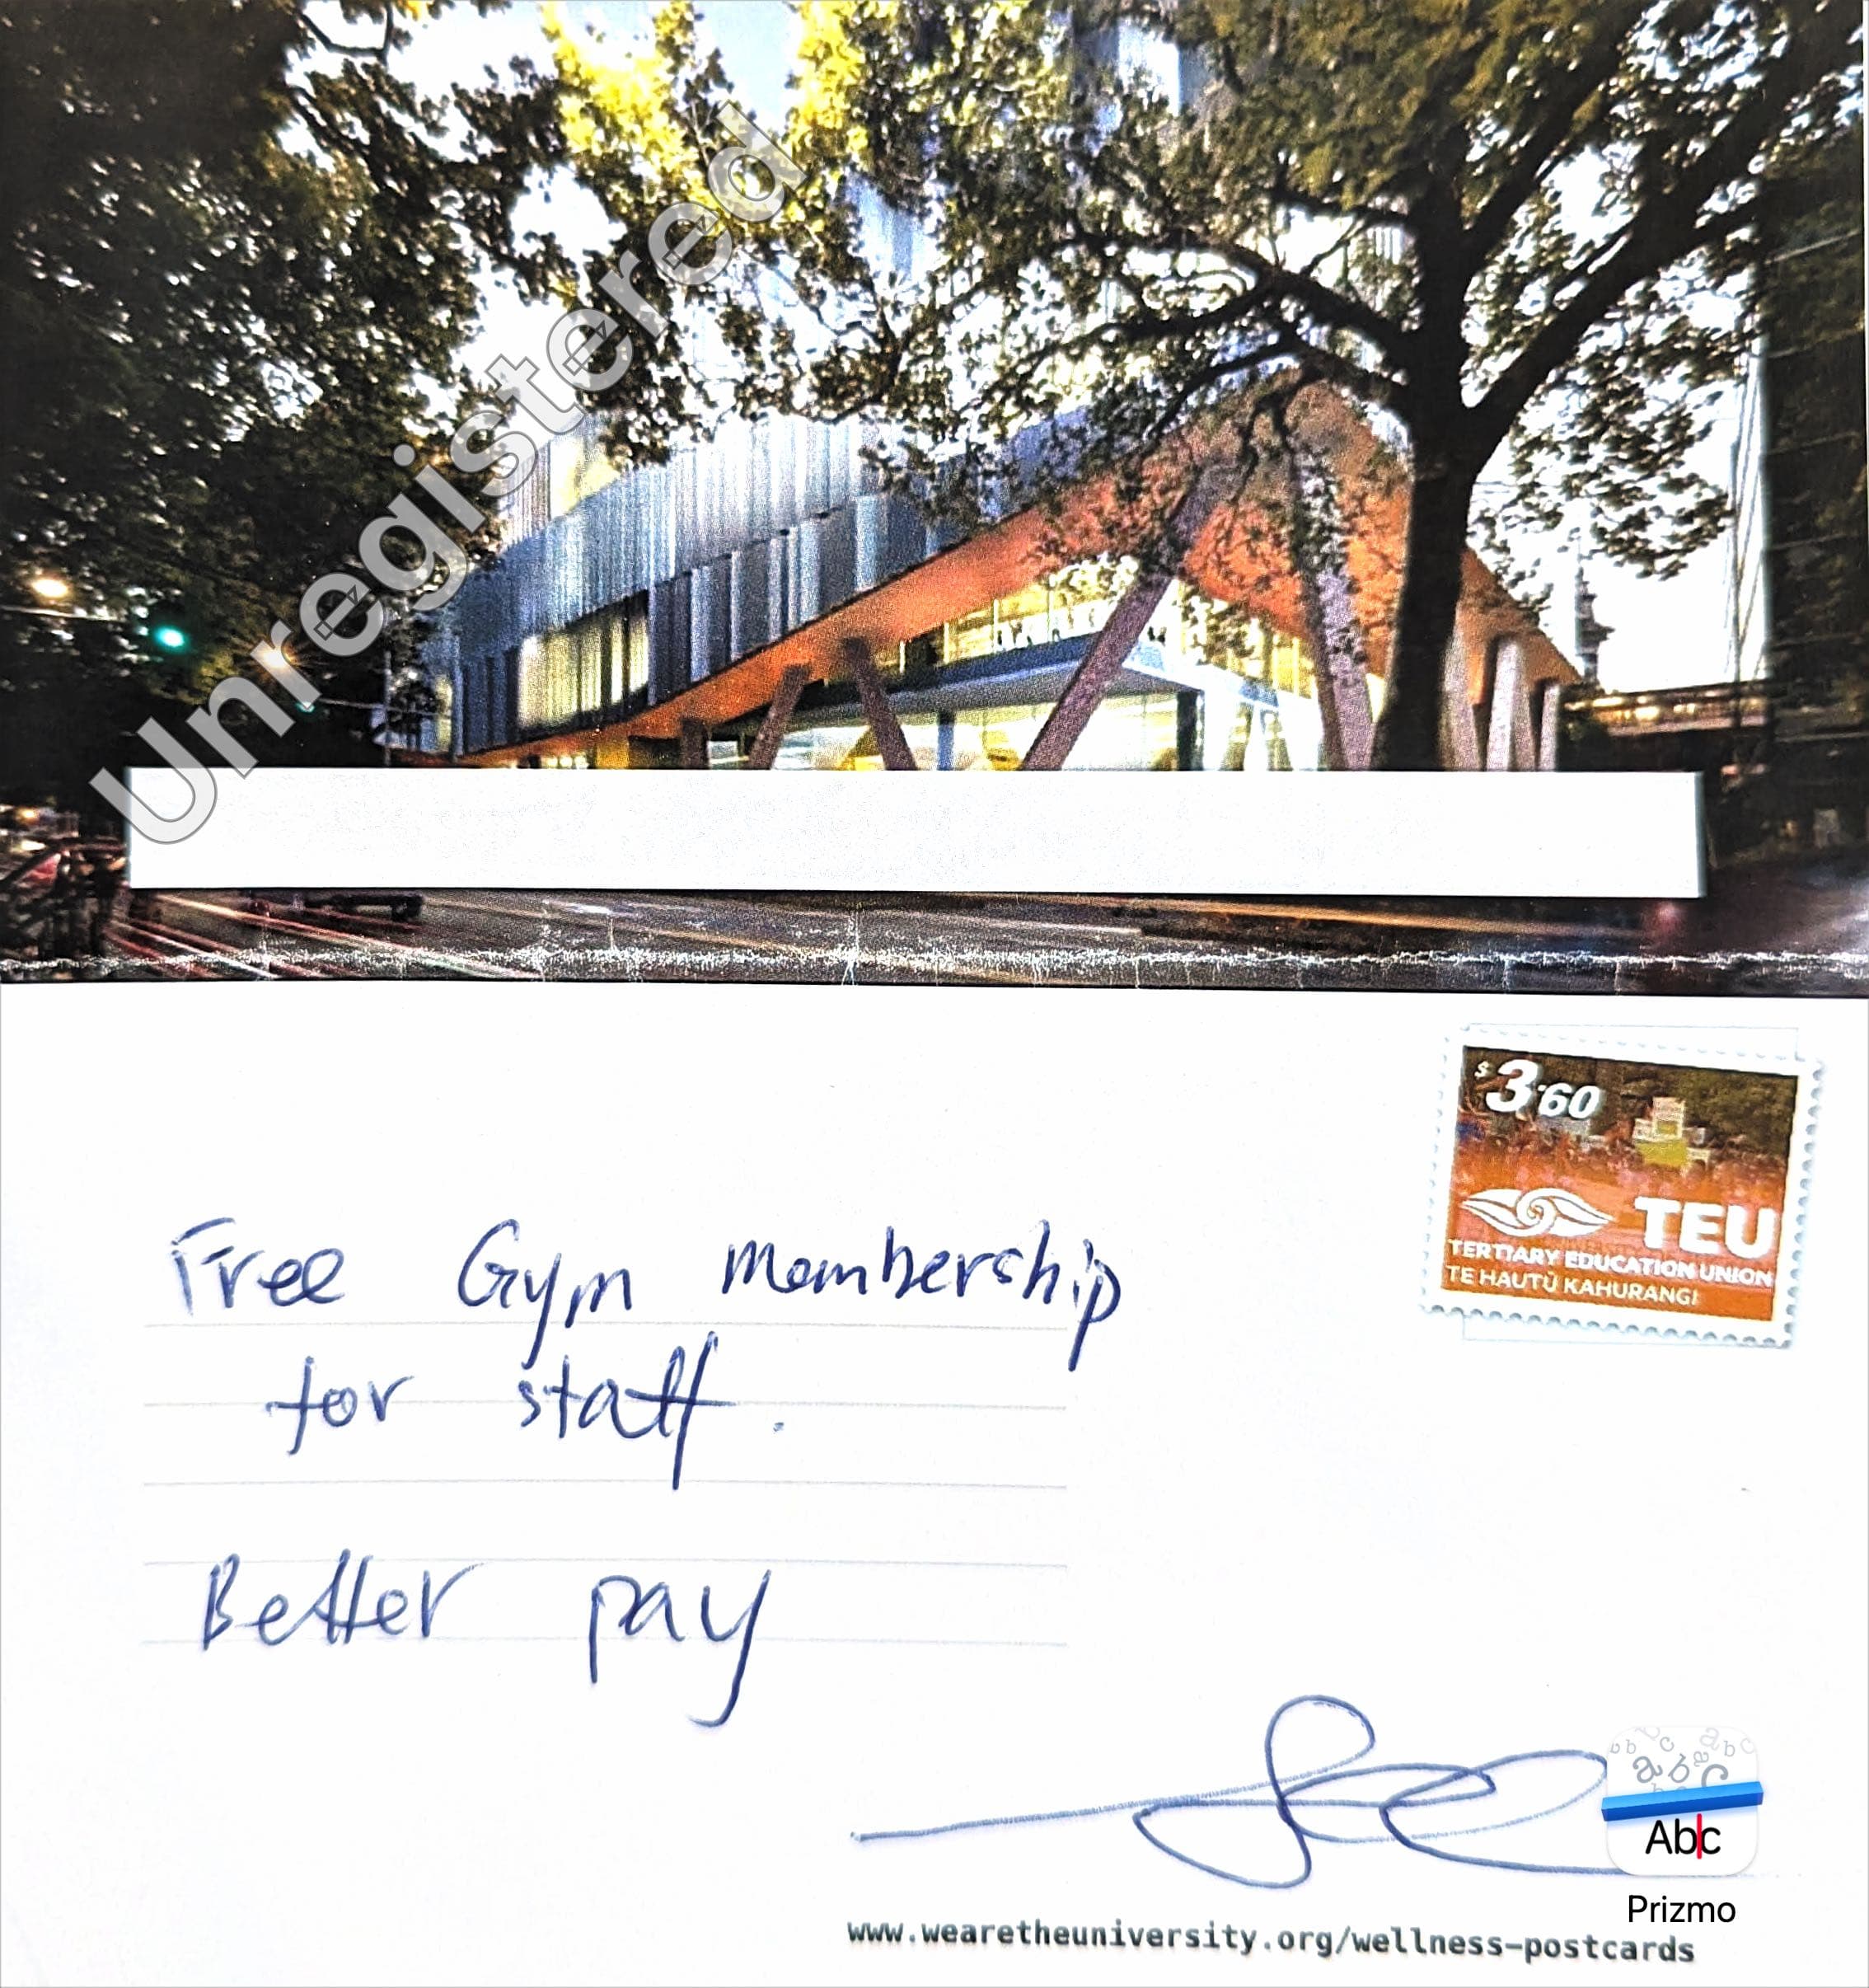 Unregistered
$3.60
TEU
TERTIARY EDUCATION UNION
TE HAUTŪ KAHURANGI
Free Gym membership
for staff.
Better pay
Abc
Prizmo
www.wearetheuniversity.org/wellness-postcards